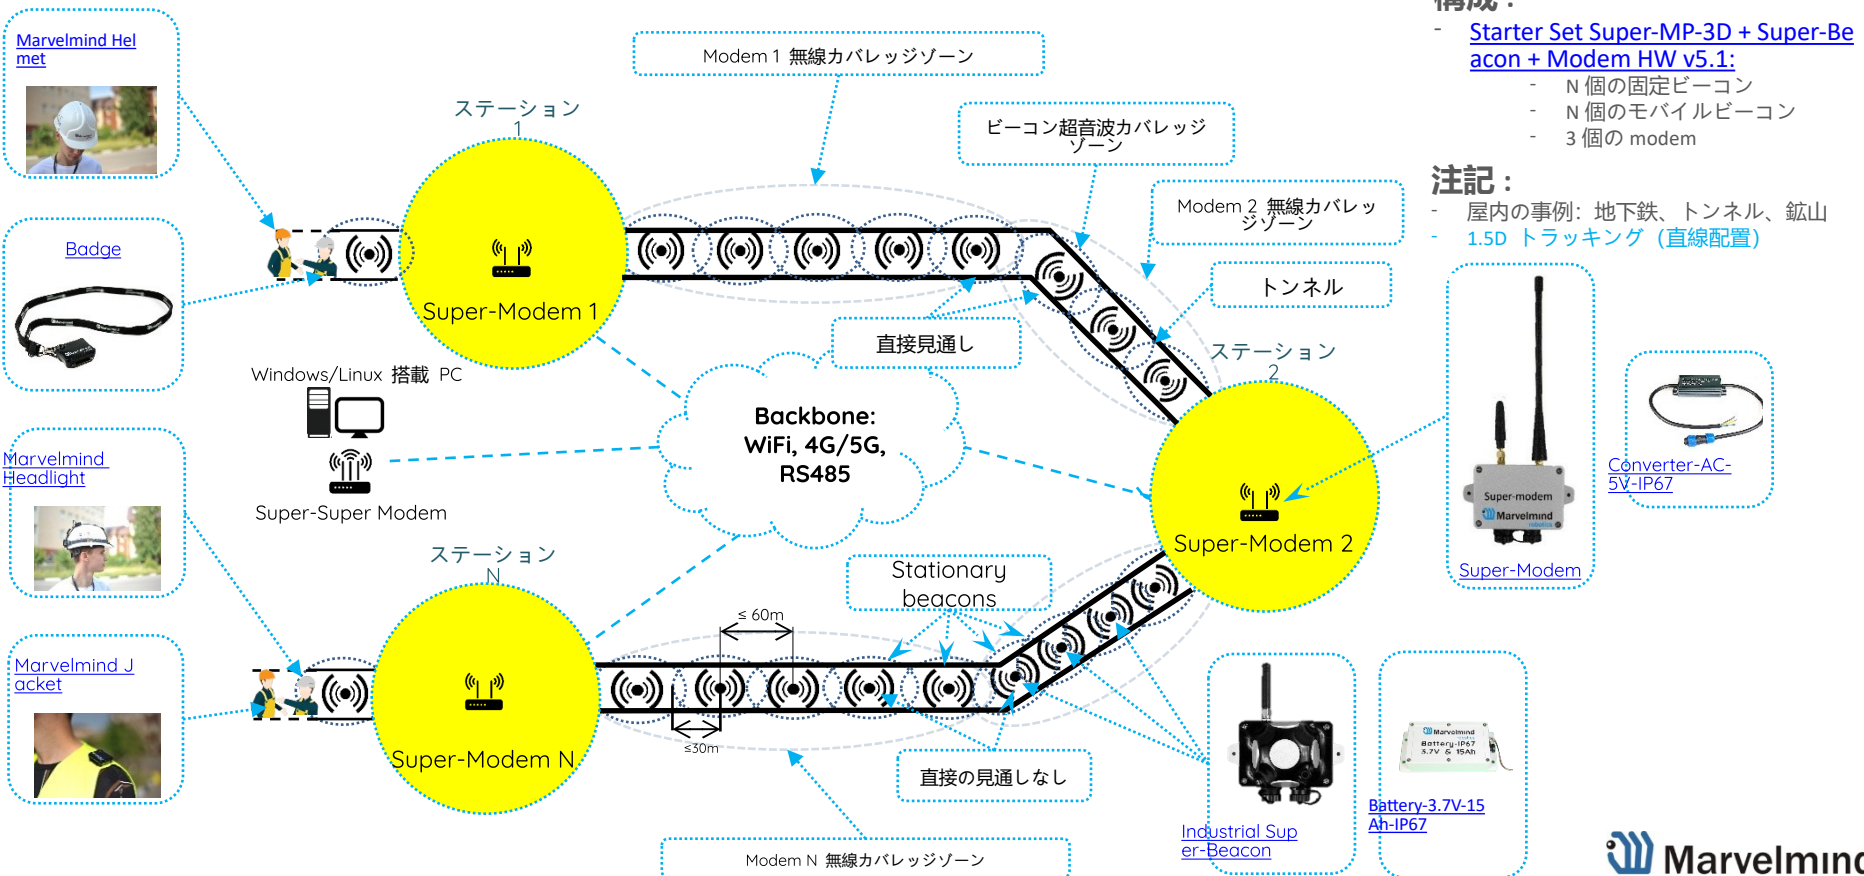 構成 :
- Starter Set Super-MP-3D + Super-Be
acon + Modem HW v5.1:
- N 個の固定ビーコン
- N 個のモバイルビーコン
- 3 個の modem
注記 :
- 屋内の事例: 地下鉄、トンネル、鉱山
- 1.5D トラッキング (直線配置)
Marvelmind Hel
met
Badge
Marvelmind
Headlight
Marvelmind J
acket
Modem 1 無線カバレッジゾーン
ステーション
1
ビーコン超音波カバレッジ
ゾーン
Modem 2 無線カバレッ
ジゾーン
トンネル
Super-Modem 1
直接見通し
ステーション
2
Windows/Linux 搭載 PC
Super-Super Modem
Backbone:
WiFi, 4G/5G,
RS485
Super-Modem 2
ステーション
N
Stationary
beacons
≤ 60m
≤30m
Super-Modem N
直接の見通しなし
Modem N 無線カバレッジゾーン
Super-modem
Marvelmind
robotics
Super-Modem
Converter-AC-
5V-IP67
Industrial Sup
er-Beacon
Marvelmind
Battery-IP67
3.7V & 15Ah
Battery-3.7V-15
Ah-IP67
Marvelmind